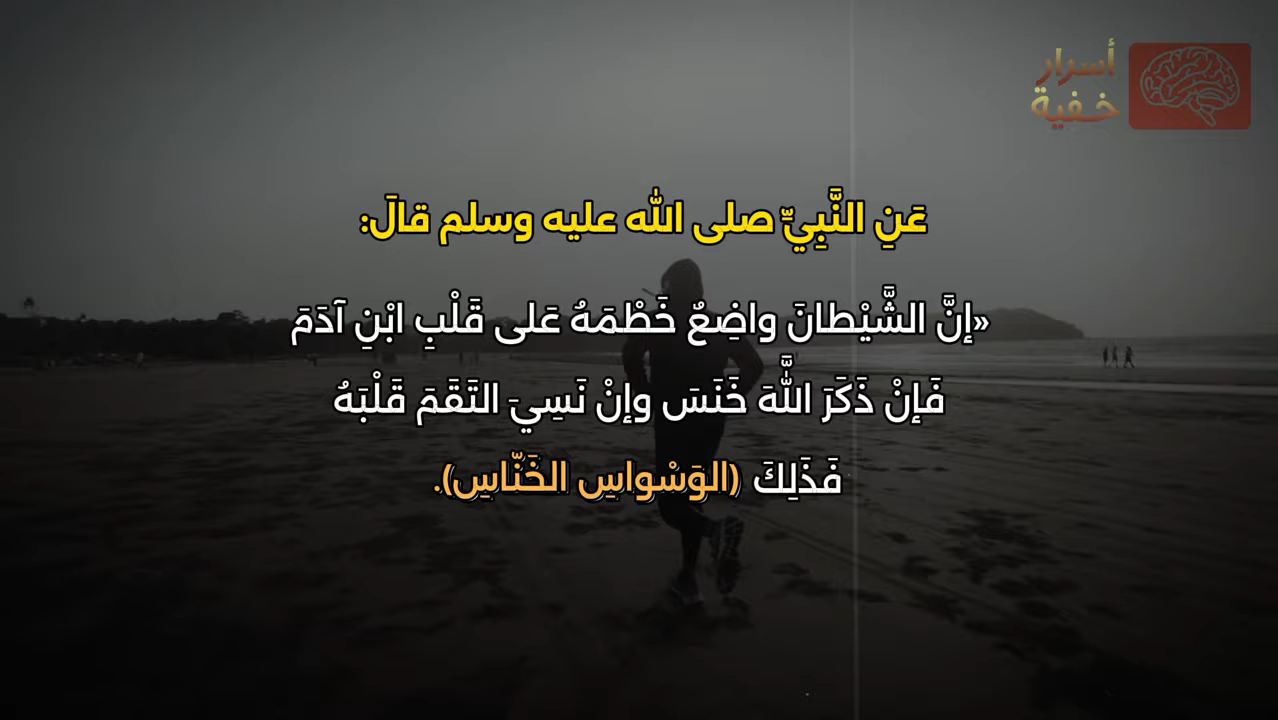 أسرار
خفية
عَنِ النَّبِيِّ صلى الله عليه وسلم قالَ:
«إنَّ الشَّيْطانَ واضِعٌ خَطْمَهُ عَلى قَلْبِ ابْنِ آدَمَ
فَإنْ ذَكَرَ اللَّهَ خَنَسَ وإنْ نَسِيَ التَقَمَ قَلْبَهُ
فَذَلِكَ (الوَسْواسِ الخَنّاسِ).